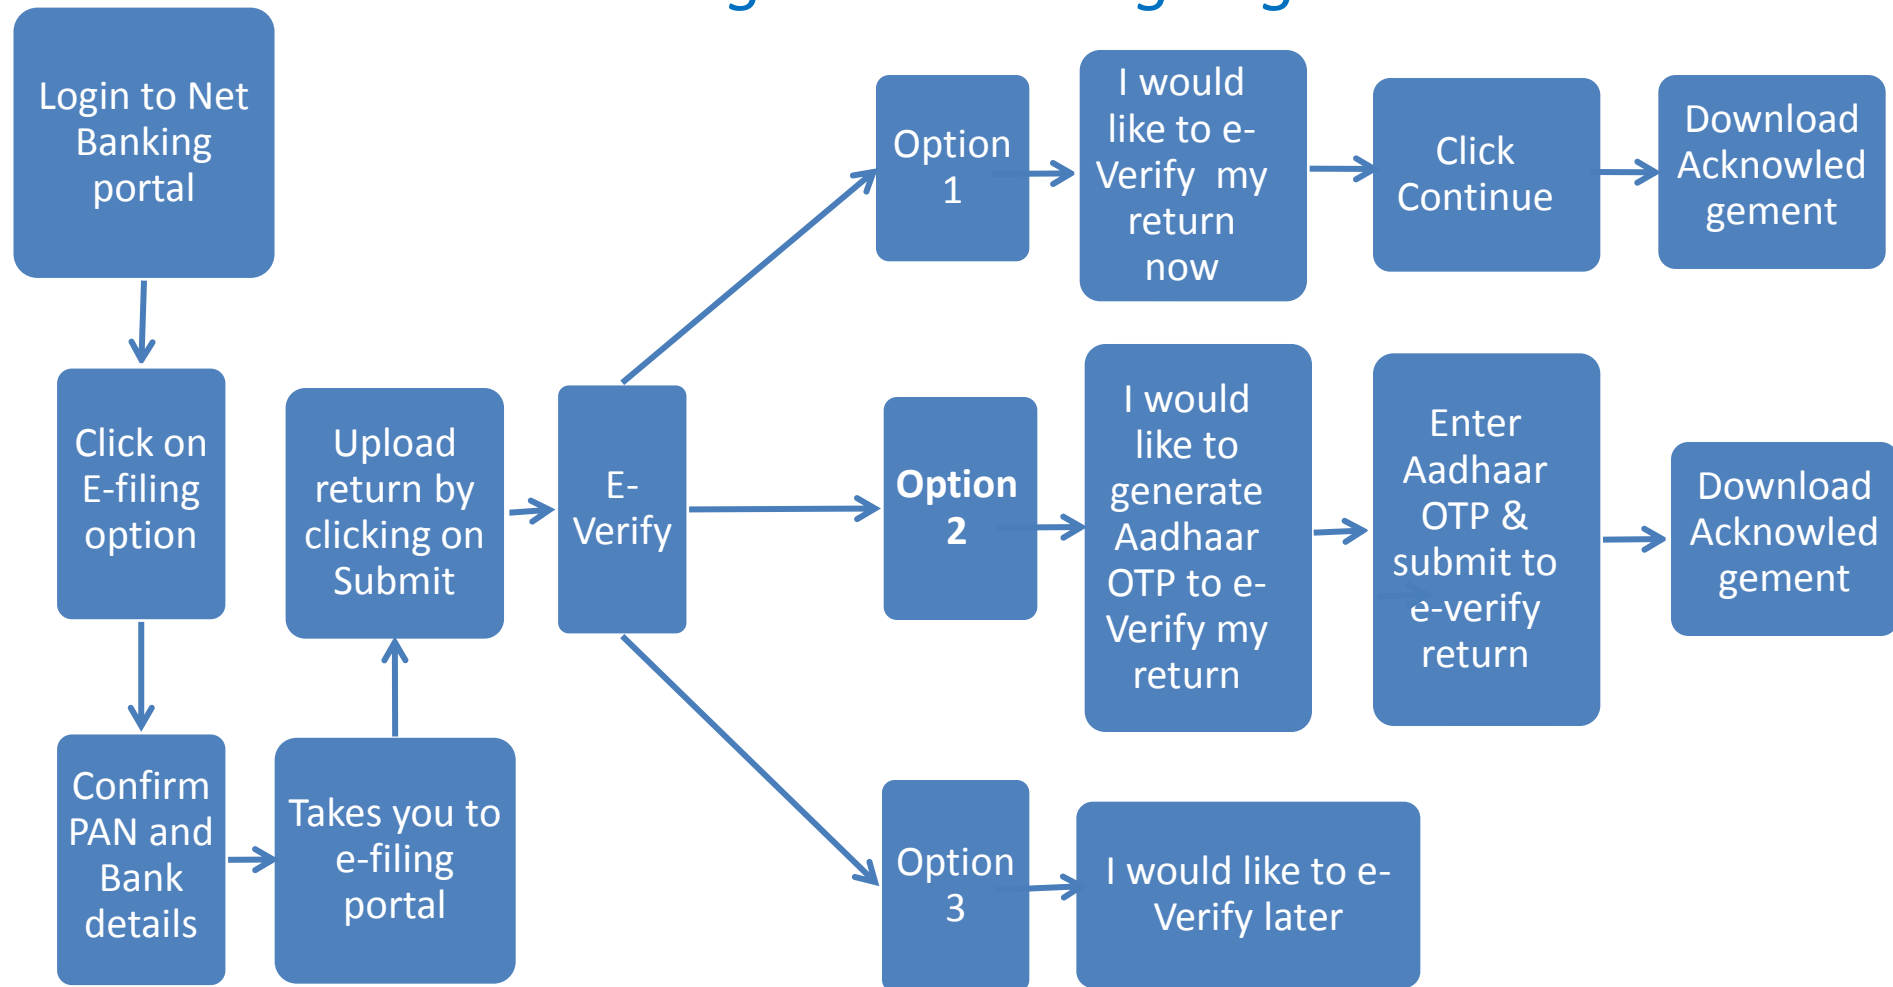 Login to Net
Banking
portal
Click on
E-filing
option
Confirm
PAN and
Bank
details
Takes you to
e-filing
portal
Upload
return by
clicking on
Submit
E-
Verify
Option
1
I would
like to e-
Verify my
return
now
Click
Continue
Download
Acknowled
gement
Option
2
I would
like to
generate
Aadhaar
OTP to e-
Verify my
return
Enter
Aadhaar
OTP &
submit to
e-verify
return
Download
Acknowled
gement
Option
3
I would like to e-
Verify later